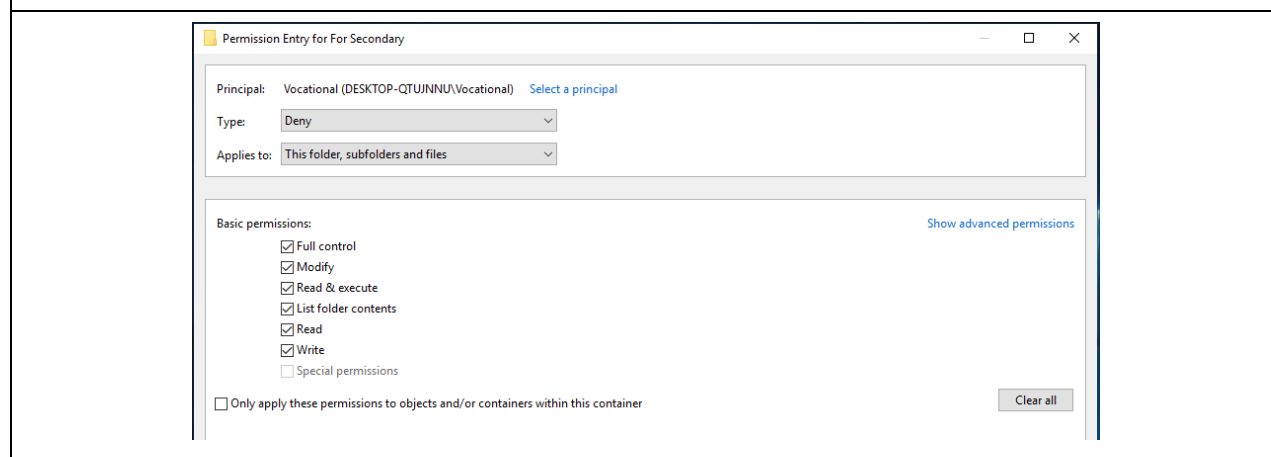 Permission Entry for For Secondary
Principal: Vocational (DESKTOP-QTUJNNU\Vocational) Select a principal
Type: Deny
Applies to: This folder, subfolders and files
Basic permissions: Show advanced permissions
Full control
Modify
Read & execute
List folder contents
Read
Write
Special permissions
Only apply these permissions to objects and/or containers within this container Clear all